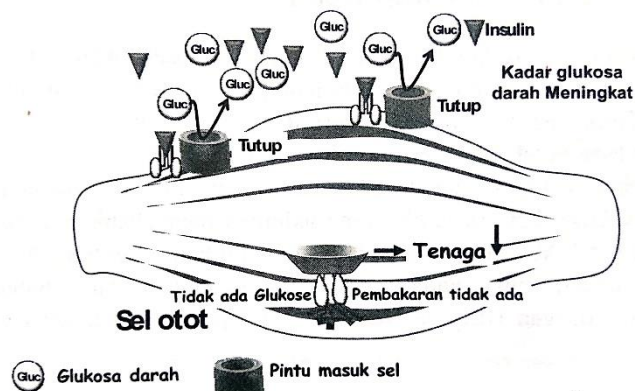 Gluc
Gluc
Gluc
Insulin
Gluc
Gluc
Gluc
Kadar glukosa
darah Meningkat
Gluc
Tutup
Tutup
Tenaga
Tidak ada Glukose
Pembakaran tidak ada
Sel otot
Gluc
Glukosa darah
Pintu masuk sel